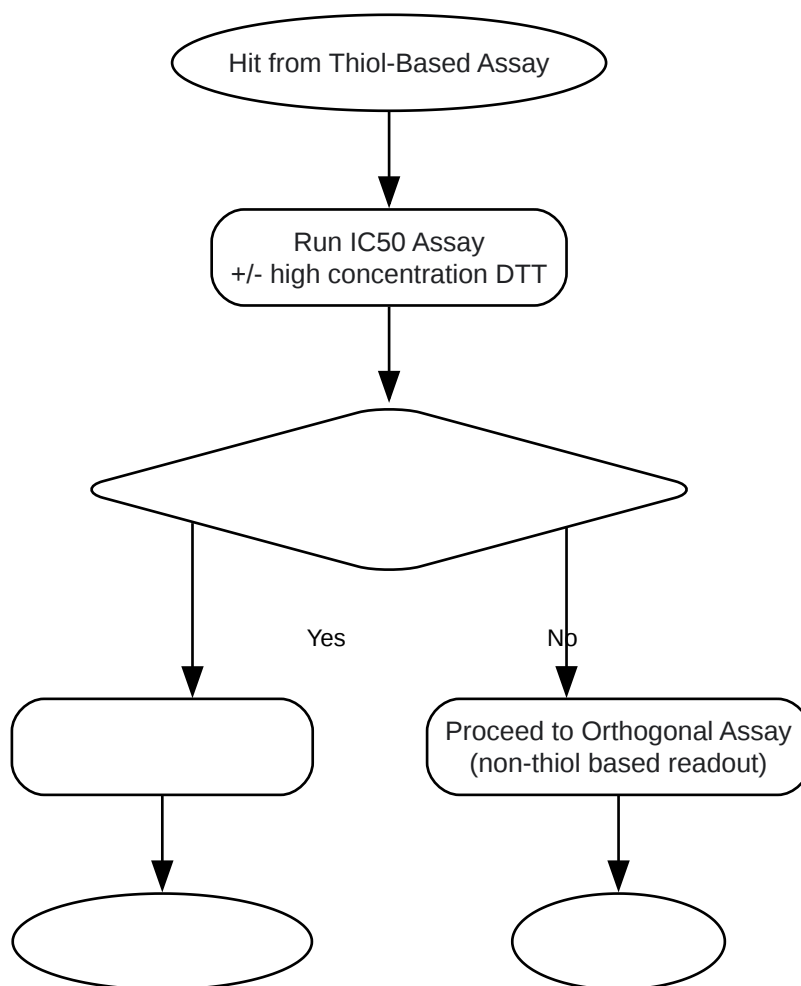 Hit from Thiol-Based Assay
Run IC50 Assay
+/- high concentration DTT
Yes
No
Proceed to Orthogonal Assay
(non-thiol based readout)